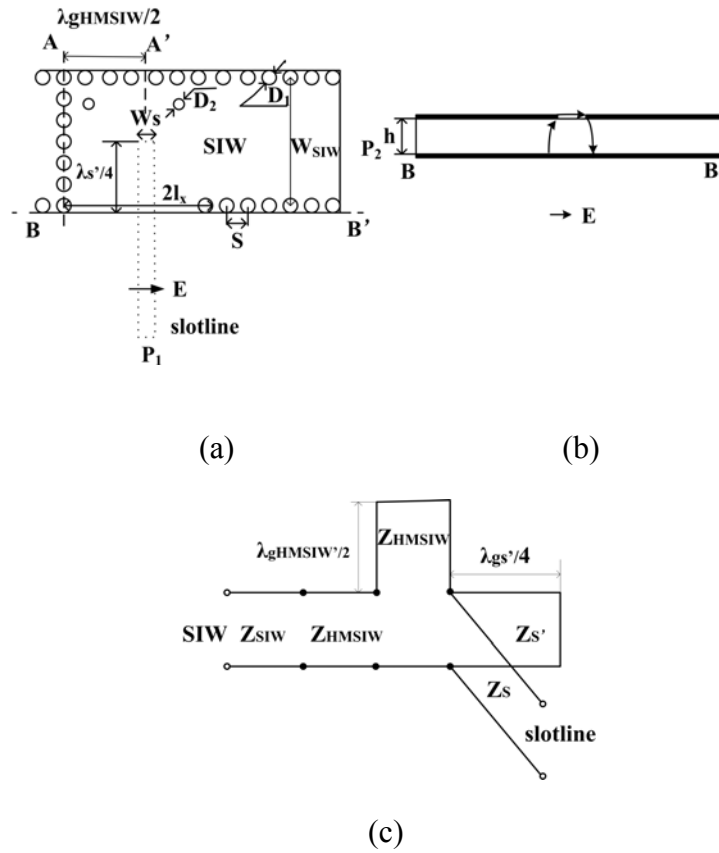 λgHMSIW/2
A A'
D₂ D₁
Ws
SIW WSIW
λs'/4
2lₓ
B S B'
E
slotline
P₁
(a)
h
P₂
B B
E
(b)
λgHMSIW'/2
ZHMSIW
λgs'/4
SIW ZSIW ZHMSIW
ZS'
ZS
slotline
(c)